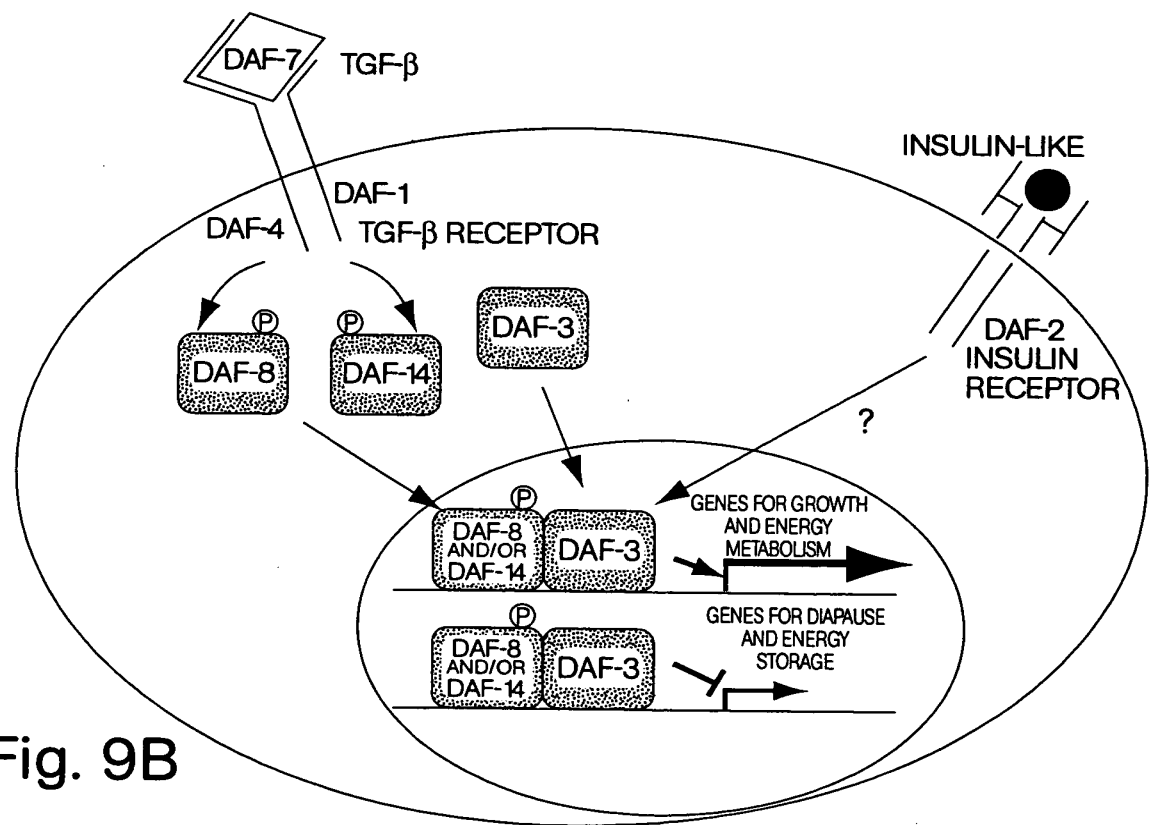 DAF-7
TGF-β
INSULIN-LIKE
DAF-1
DAF-4
TGF-β RECEPTOR
P
P
DAF-3
DAF-8
DAF-14
DAF-2
INSULIN
RECEPTOR
?
P
DAF-8
AND/OR
DAF-14
DAF-3
GENES FOR GROWTH
AND ENERGY
METABOLISM
P
DAF-8
AND/OR
DAF-14
DAF-3
GENES FOR DIAPAUSE
AND ENERGY
STORAGE
Fig. 9B